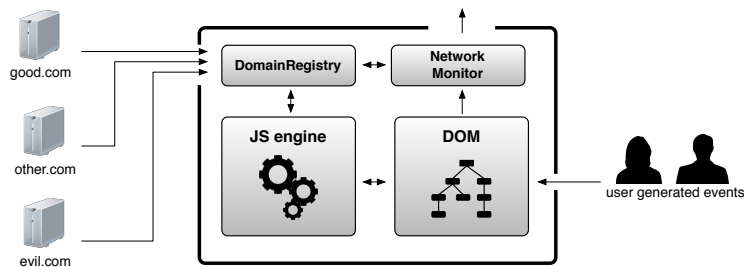 good.com
other.com
evil.com
DomainRegistry
Network
Monitor
JS engine
DOM
user generated events